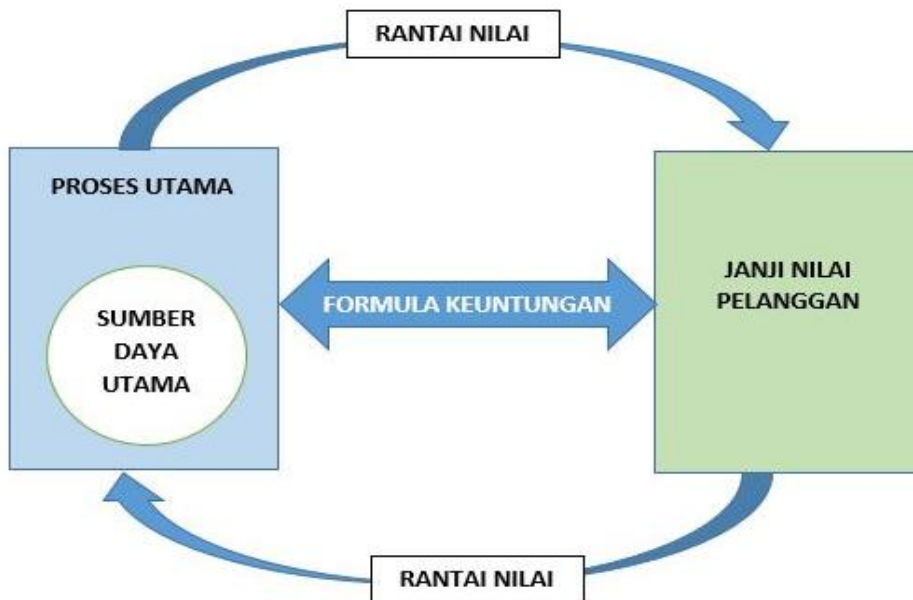 RANTAI NILAI
PROSES UTAMA
SUMBER
DAYA
UTAMA
FORMULA KEUNTUNGAN
JANJI NILAI
PELANGGAN
RANTAI NILAI